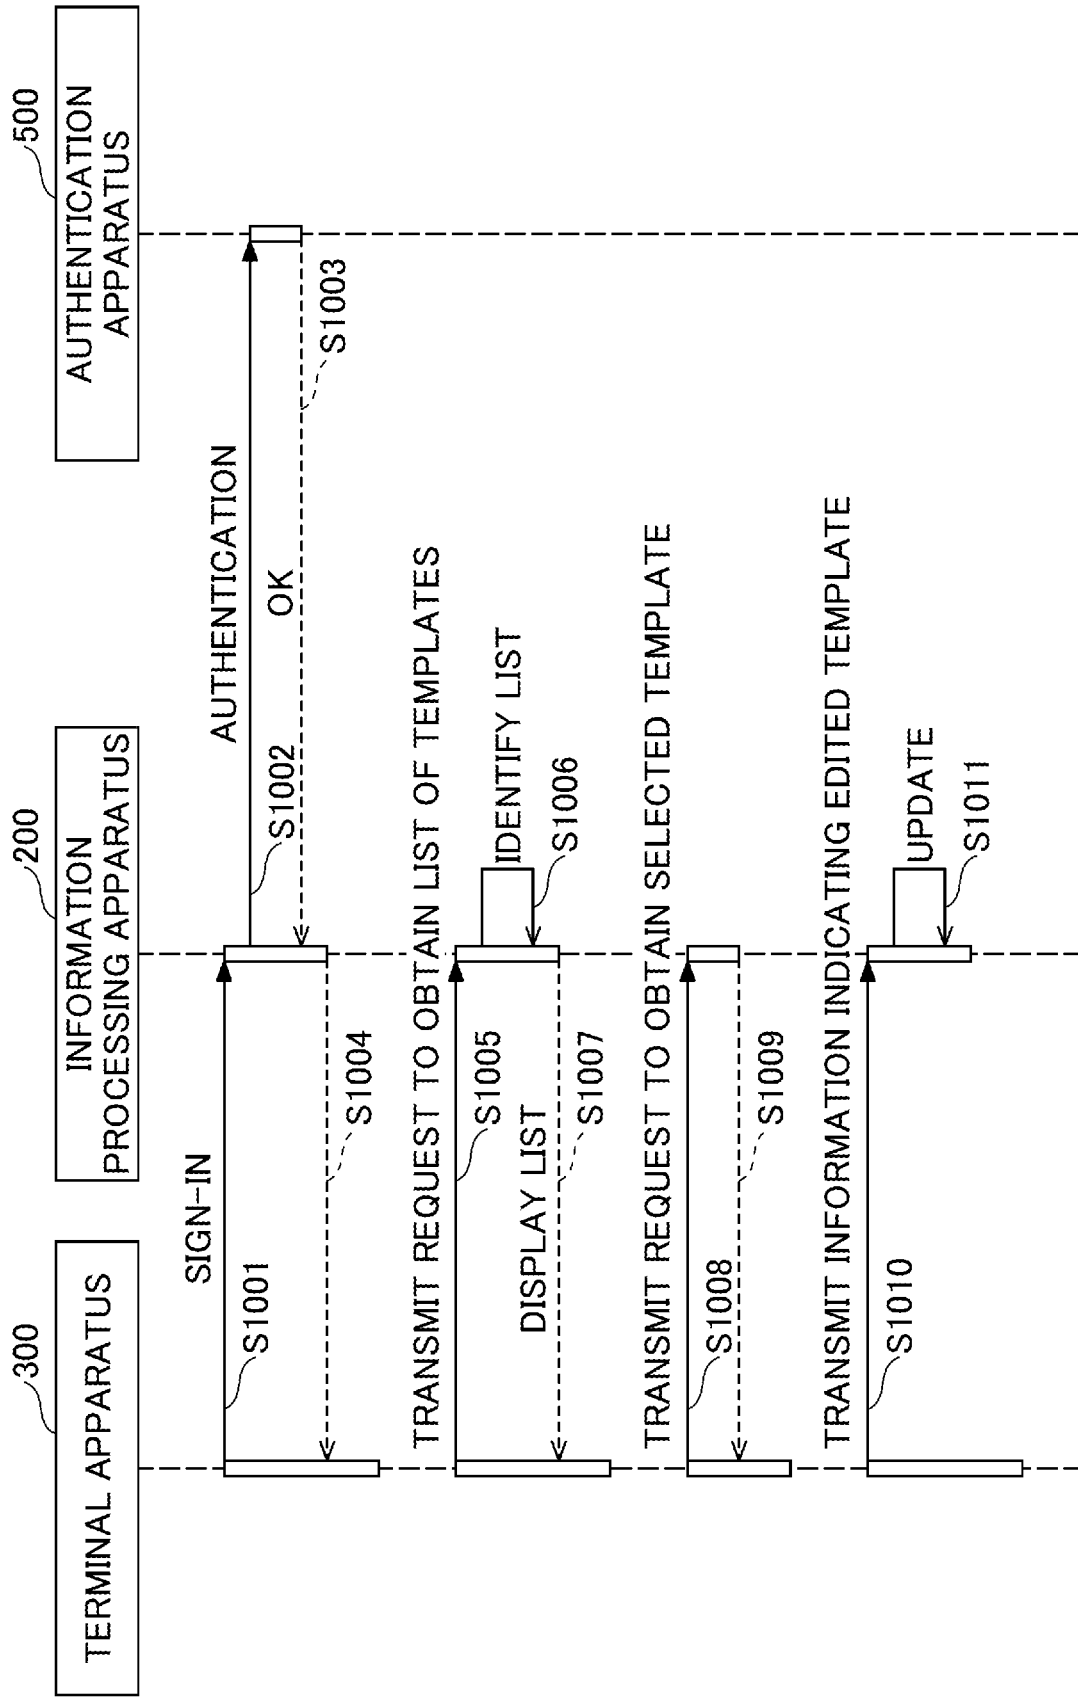 300
TERMINAL APPARATUS
200
INFORMATION
PROCESSING APPARATUS
500
AUTHENTICATION
APPARATUS
SIGN-IN
S1001
AUTHENTICATION
S1002
OK
S1003
S1004
TRANSMIT REQUEST TO OBTAIN LIST OF TEMPLATES
S1005
IDENTIFY LIST
S1006
DISPLAY LIST
S1007
TRANSMIT REQUEST TO OBTAIN SELECTED TEMPLATE
S1008
S1009
TRANSMIT INFORMATION INDICATING EDITED TEMPLATE
S1010
UPDATE
S1011